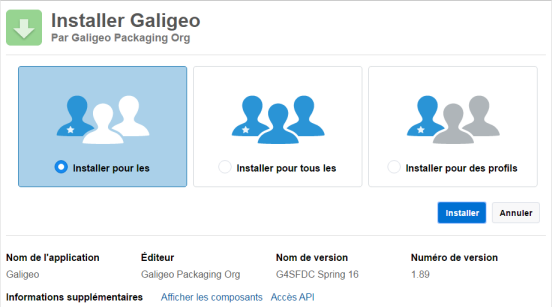 Installer Galigeo
Par Galigeo Packaging Org
Installer pour les
Installer pour tous les
Installer pour des profils
Installer
Annuler
Nom de l'application
Éditeur
Nom de version
Numéro de version
Galigeo
Galigeo Packaging Org
G4SFDC Spring 16
1.89
Informations supplémentaires
Afficher les composants
Accès API